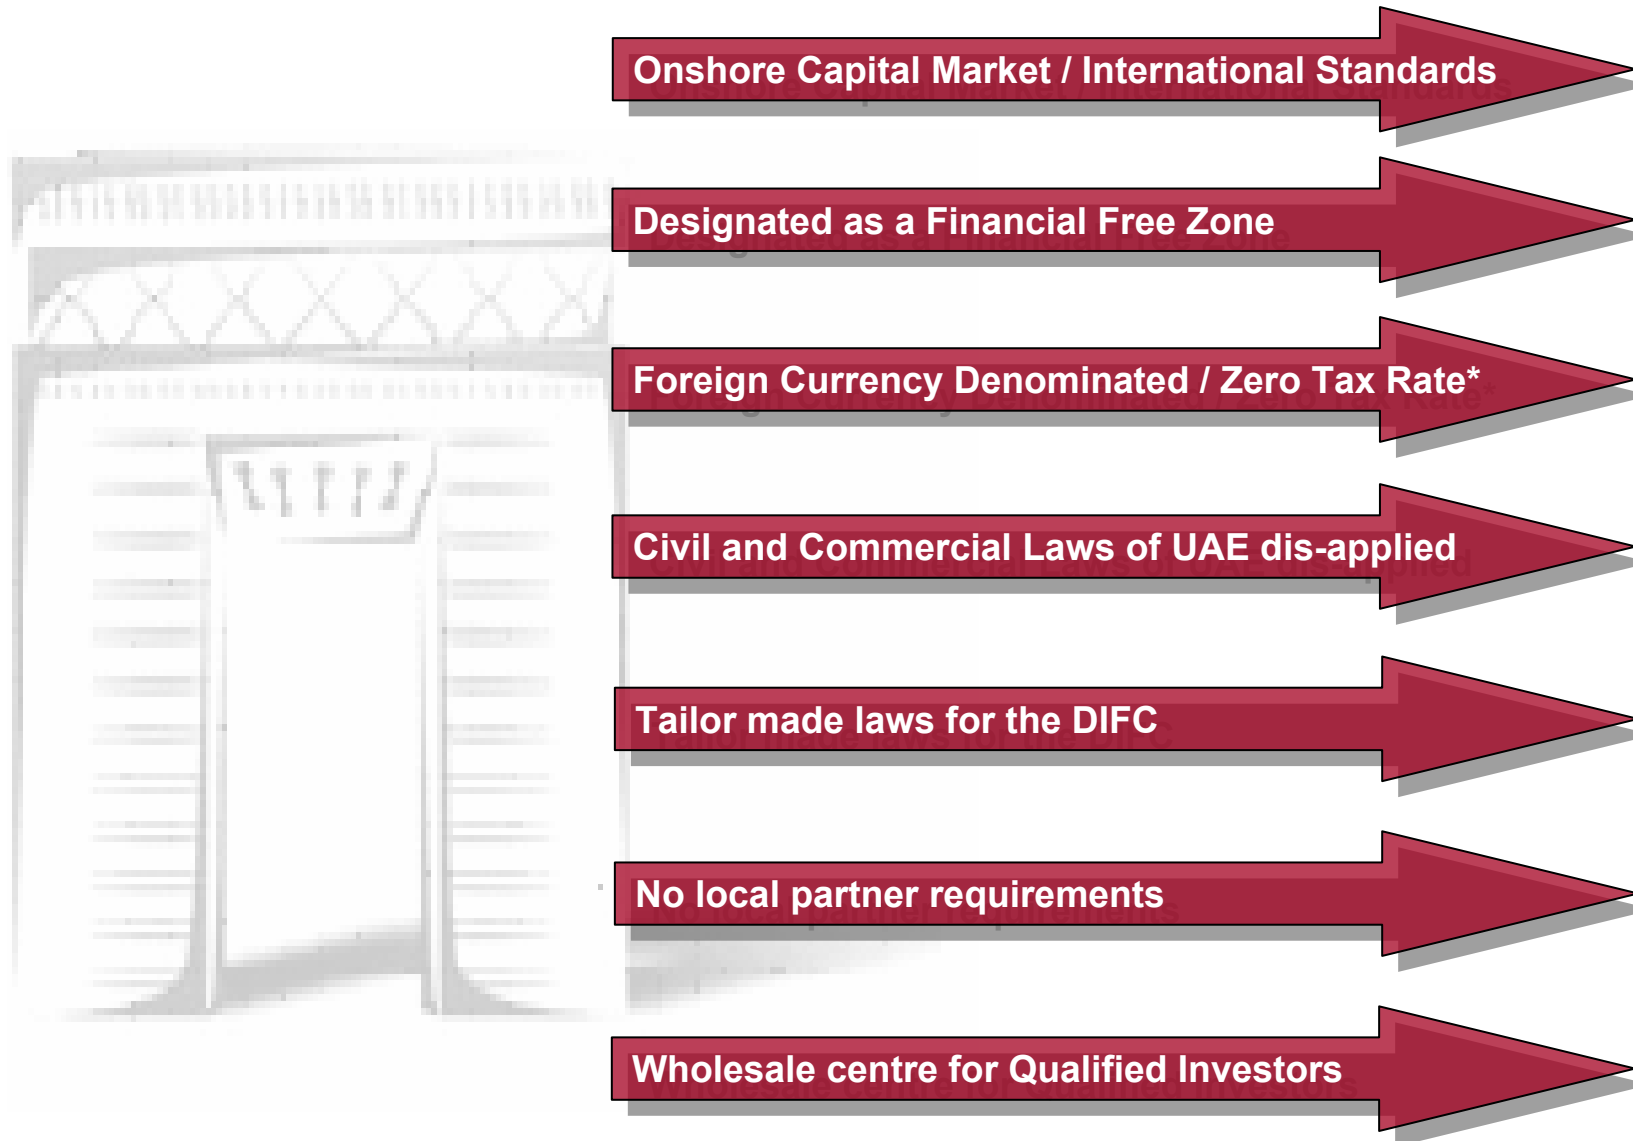 Onshore Capital Market / International Standards
Designated as a Financial Free Zone
Foreign Currency Denominated / Zero Tax Rate*
Civil and Commercial Laws of UAE dis-applied
Tailor made laws for the DIFC
No local partner requirements
Wholesale centre for Qualified Investors